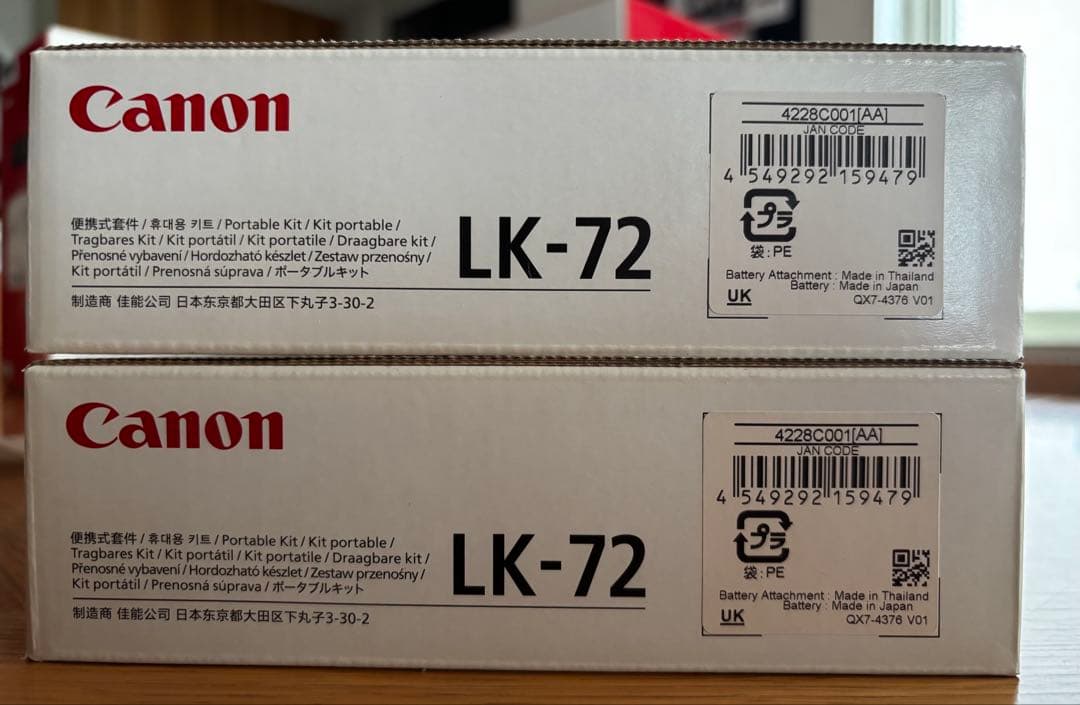 Canon
便携式套件 / 휴대용 키트 / Portable Kit / Kit portable /
Tragbares Kit / Kit portátil / Kit portatile / Draagbare kit /
Přenosné vybavení / Hordozható készlet / Zestaw przenośny /
Kit portátil / Prenosná súprava / ポータブルキット
LK-72
制造商 佳能公司 日本东京都大田区下丸子3-30-2
4228C001[AA]
JAN CODE
4 549292 159479
プラ
袋 : PE
Battery Attachment : Made in Thailand
Battery : Made in Japan
UK
QX7-4376 V01
Canon
便携式套件 / 휴대용 키트 / Portable Kit / Kit portable /
Tragbares Kit / Kit portátil / Kit portatile / Draagbare kit /
Přenosné vybavení / Hordozható készlet / Zestaw przenośny /
Kit portátil / Prenosná súprava / ポータブルキット
LK-72
制造商 佳能公司 日本东京都大田区下丸子3-30-2
4228C001[AA]
JAN CODE
4 549292 159479
プラ
袋 : PE
Battery Attachment : Made in Thailand
Battery : Made in Japan
UK
QX7-4376 V01